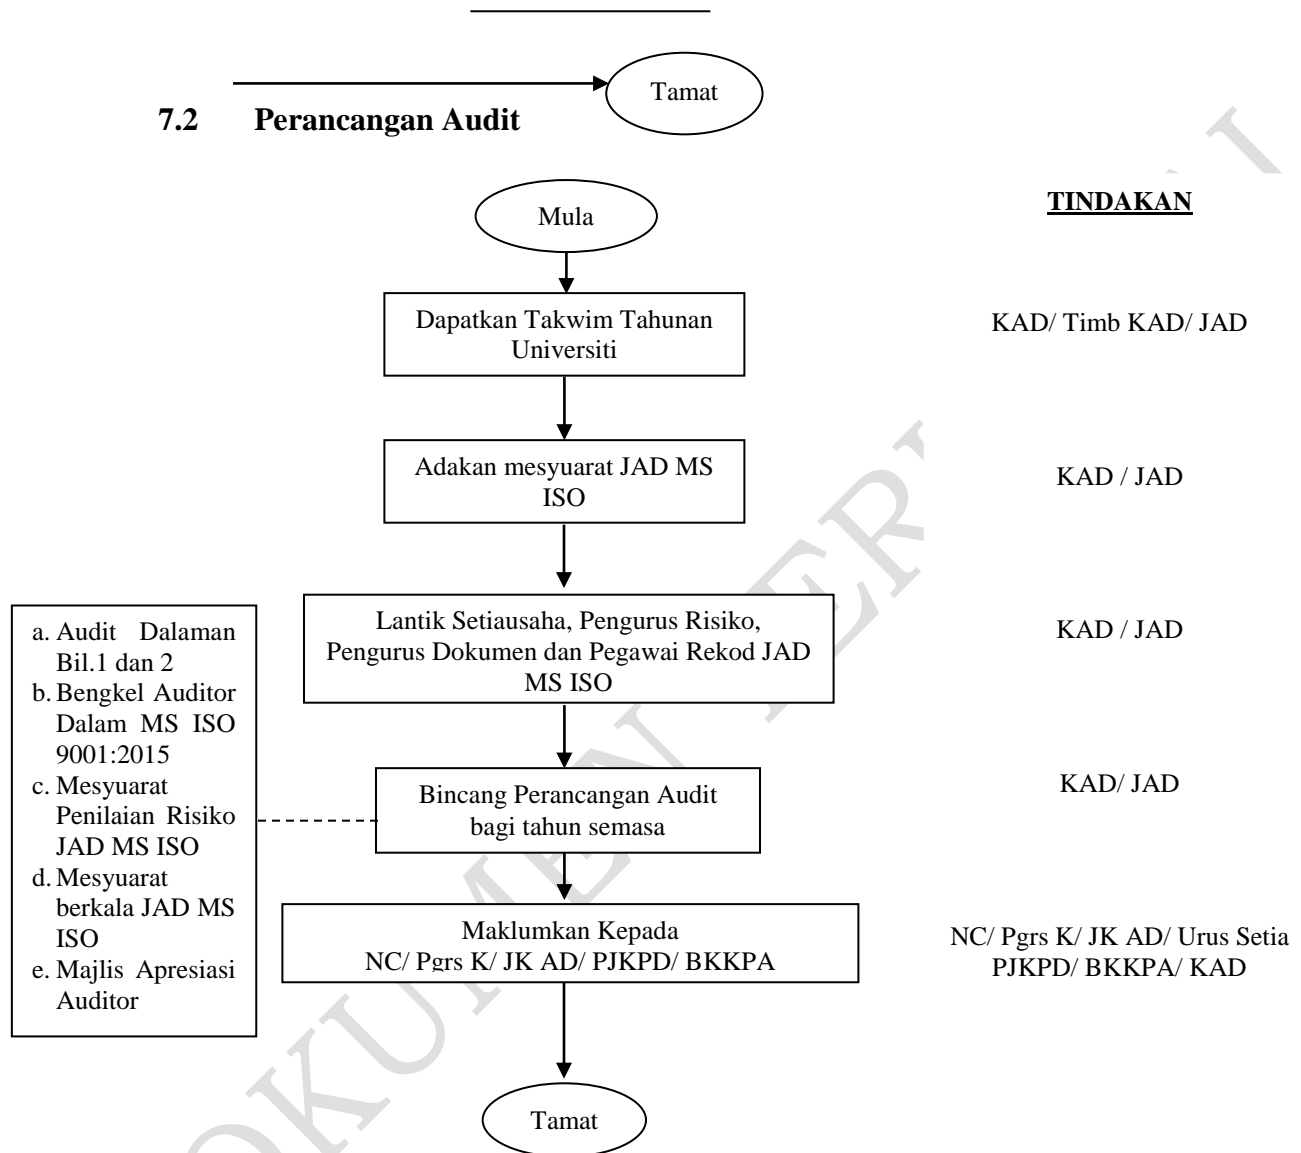 Tamat
7.2 Perancangan Audit
TINDAKAN
Mula
Dapatkan Takwim Tahunan
Universiti
KAD/ Timb KAD/ JAD
Adakan mesyuarat JAD MS
ISO
KAD / JAD
Lantik Setiausaha, Pengurus Risiko,
Pengurus Dokumen dan Pegawai Rekod JAD
MS ISO
KAD / JAD
a. Audit Dalaman
Bil.1 dan 2
b. Bengkel Auditor
Dalam MS ISO
9001:2015
c. Mesyuarat
Penilaian Risiko
JAD MS ISO
d. Mesyuarat
berkala JAD MS
ISO
e. Majlis Apresiasi
Auditor
Bincang Perancangan Audit
bagi tahun semasa
KAD/ JAD
Maklumkan Kepada
NC/ Pgrs K/ JK AD/ PJKPD/ BKKPA
NC/ Pgrs K/ JK AD/ Urus Setia
PJKPD/ BKKPA/ KAD
Tamat